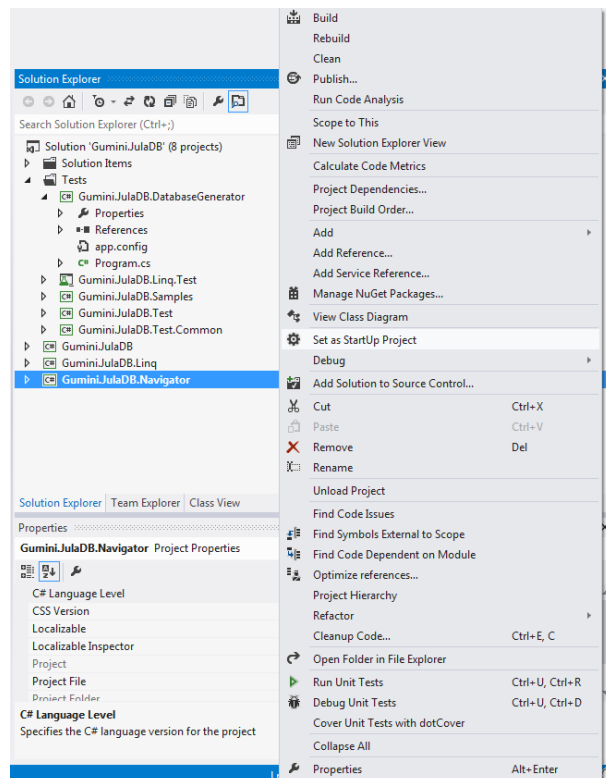 Solution Explorer
Search Solution Explorer (Ctrl+;)
Solution 'Gumini.JulaDB' (8 projects)
Solution Items
Tests
Gumini.JulaDB.DatabaseGenerator
Properties
References
app.config
Program.cs
Gumini.JulaDB.Linq.Test
Gumini.JulaDB.Samples
Gumini.JulaDB.Test
Gumini.JulaDB.Test.Common
Gumini.JulaDB
Gumini.JulaDB.Linq
Gumini.JulaDB.Navigator
Solution Explorer Team Explorer Class View
Properties
Gumini.JulaDB.Navigator Project Properties
C# Language Level
CSS Version
Localizable
Localizable Inspector
Project
Project File
Project Folder
C# Language Level
Specifies the C# language version for the project
Build
Rebuild
Clean
Publish...
Run Code Analysis
Scope to This
New Solution Explorer View
Calculate Code Metrics
Project Dependencies...
Project Build Order...
Add
Add Reference...
Add Service Reference...
Manage NuGet Packages...
View Class Diagram
Set as StartUp Project
Debug
Add Solution to Source Control...
Cut Ctrl+X
Paste Ctrl+V
Remove Del
Rename
Unload Project
Find Code Issues
Find Symbols External to Scope
Find Code Dependent on Module
Optimize references...
Project Hierarchy
Refactor
Cleanup Code... Ctrl+E, C
Open Folder in File Explorer
Run Unit Tests Ctrl+U, Ctrl+R
Debug Unit Tests Ctrl+U, Ctrl+D
Cover Unit Tests with dotCover
Collapse All
Properties Alt+Enter